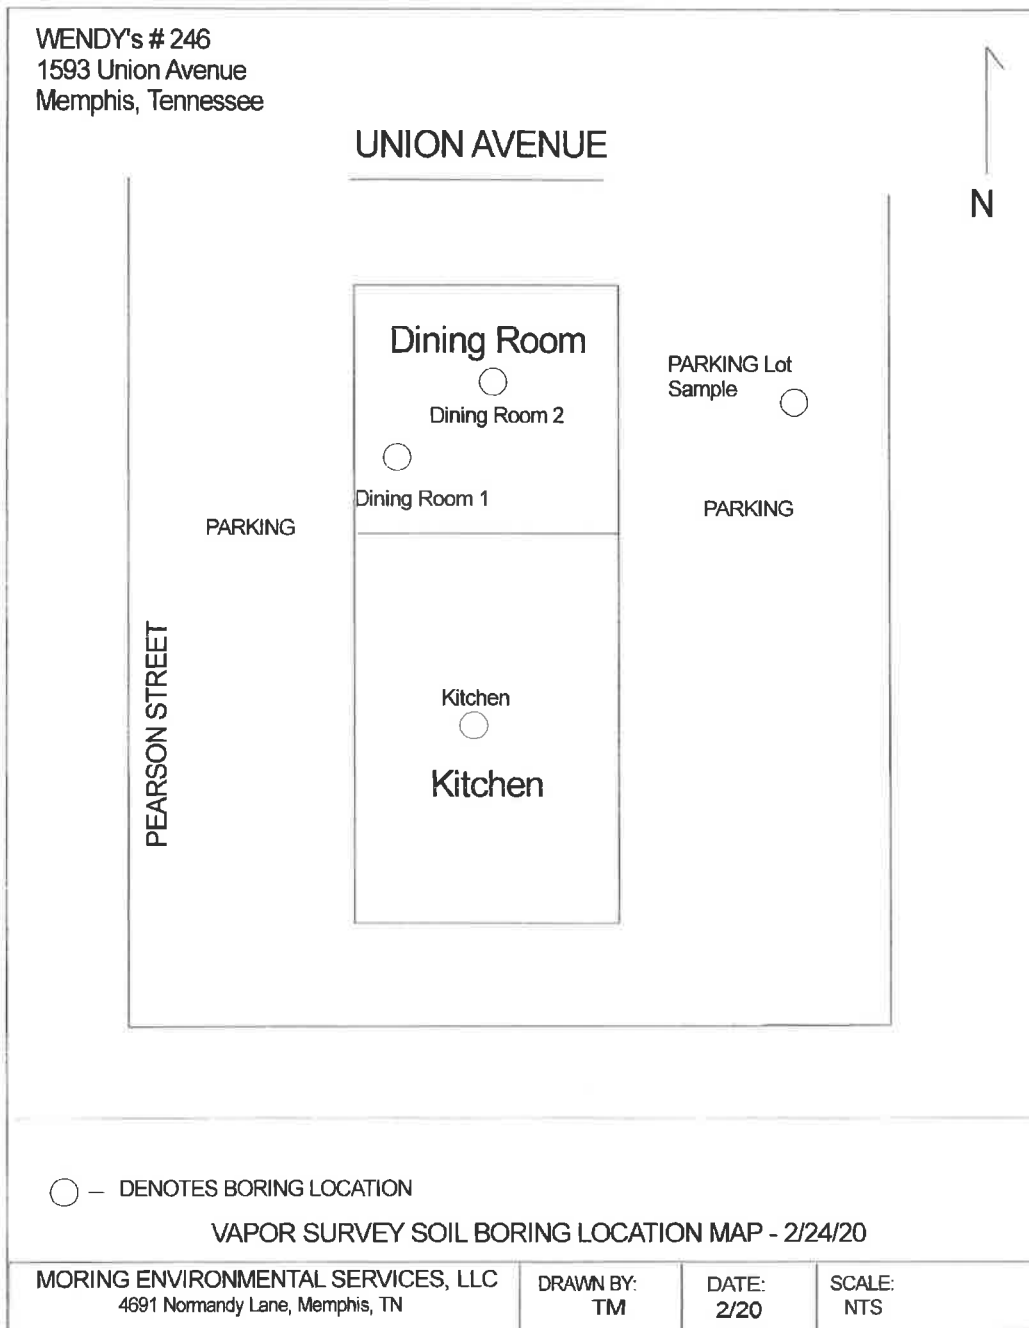 WENDY's # 246
1593 Union Avenue
Memphis, Tennessee
N
UNION AVENUE
Dining Room
Dining Room 2
Dining Room 1
PARKING Lot
Sample
PARKING
PARKING
PEARSON STREET
Kitchen
Kitchen
– DENOTES BORING LOCATION
VAPOR SURVEY SOIL BORING LOCATION MAP - 2/24/20
MORING ENVIRONMENTAL SERVICES, LLC
4691 Normandy Lane, Memphis, TN
DRAWN BY:
TM
DATE:
2/20
SCALE:
NTS